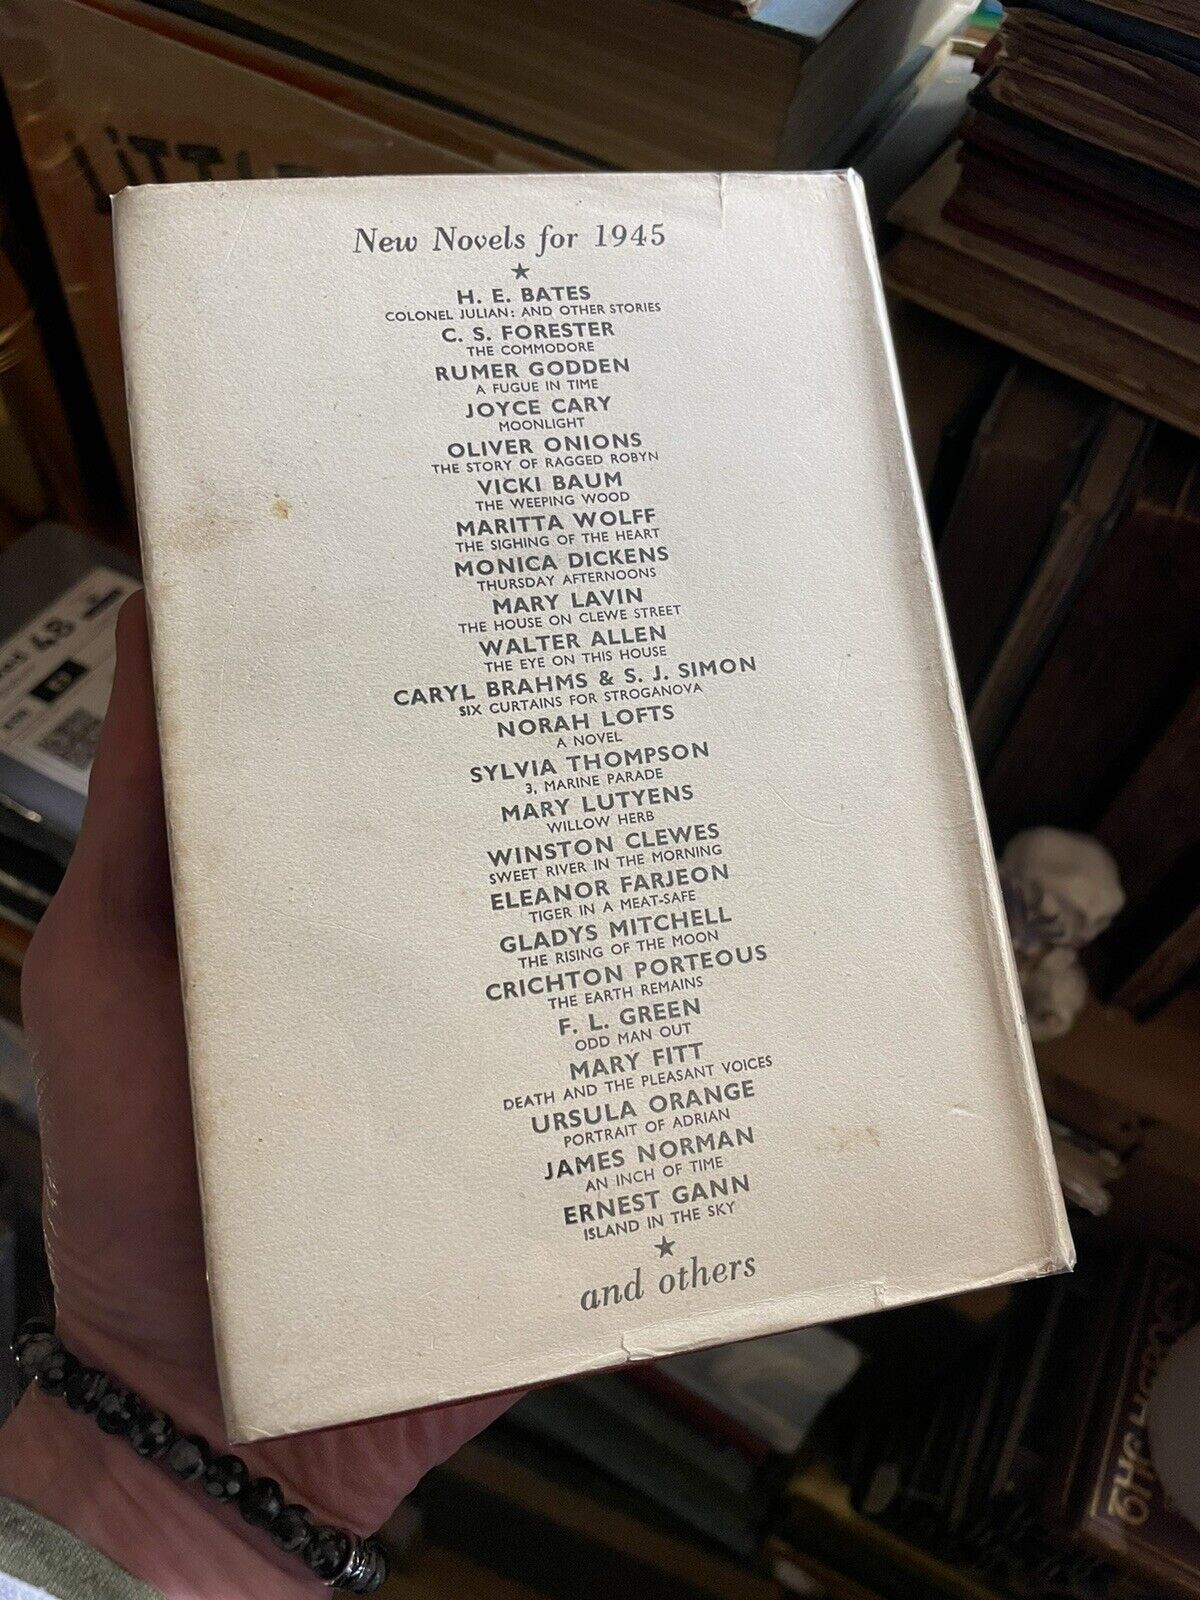 LITTLE
New Novels for 1945
★
H. E. BATES
COLONEL JULIAN: AND OTHER STORIES
C. S. FORESTER
THE COMMODORE
RUMER GODDEN
A FUGUE IN TIME
JOYCE CARY
MOONLIGHT
OLIVER ONIONS
THE STORY OF RAGGED ROBYN
VICKI BAUM
THE WEEPING WOOD
MARITTA WOLFF
THE SIGHING OF THE HEART
MONICA DICKENS
THURSDAY AFTERNOONS
MARY LAVIN
THE HOUSE ON CLEWE STREET
WALTER ALLEN
THE EYE ON THIS HOUSE
CARYL BRAHMS & S. J. SIMON
SIX CURTAINS FOR STROGANOVA
NORAH LOFTS
A NOVEL
SYLVIA THOMPSON
3, MARINE PARADE
MARY LUTYENS
WILLOW HERB
WINSTON CLEWES
SWEET RIVER IN THE MORNING
ELEANOR FARJEON
TIGER IN A MEAT-SAFE
GLADYS MITCHELL
THE RISING OF THE MOON
CRICHTON PORTEOUS
THE EARTH REMAINS
F. L. GREEN
ODD MAN OUT
MARY FITT
DEATH AND THE PLEASANT VOICES
URSULA ORANGE
PORTRAIT OF ADRIAN
JAMES NORMAN
AN INCH OF TIME
ERNEST GANN
ISLAND IN THE SKY
★
and others
48
THE